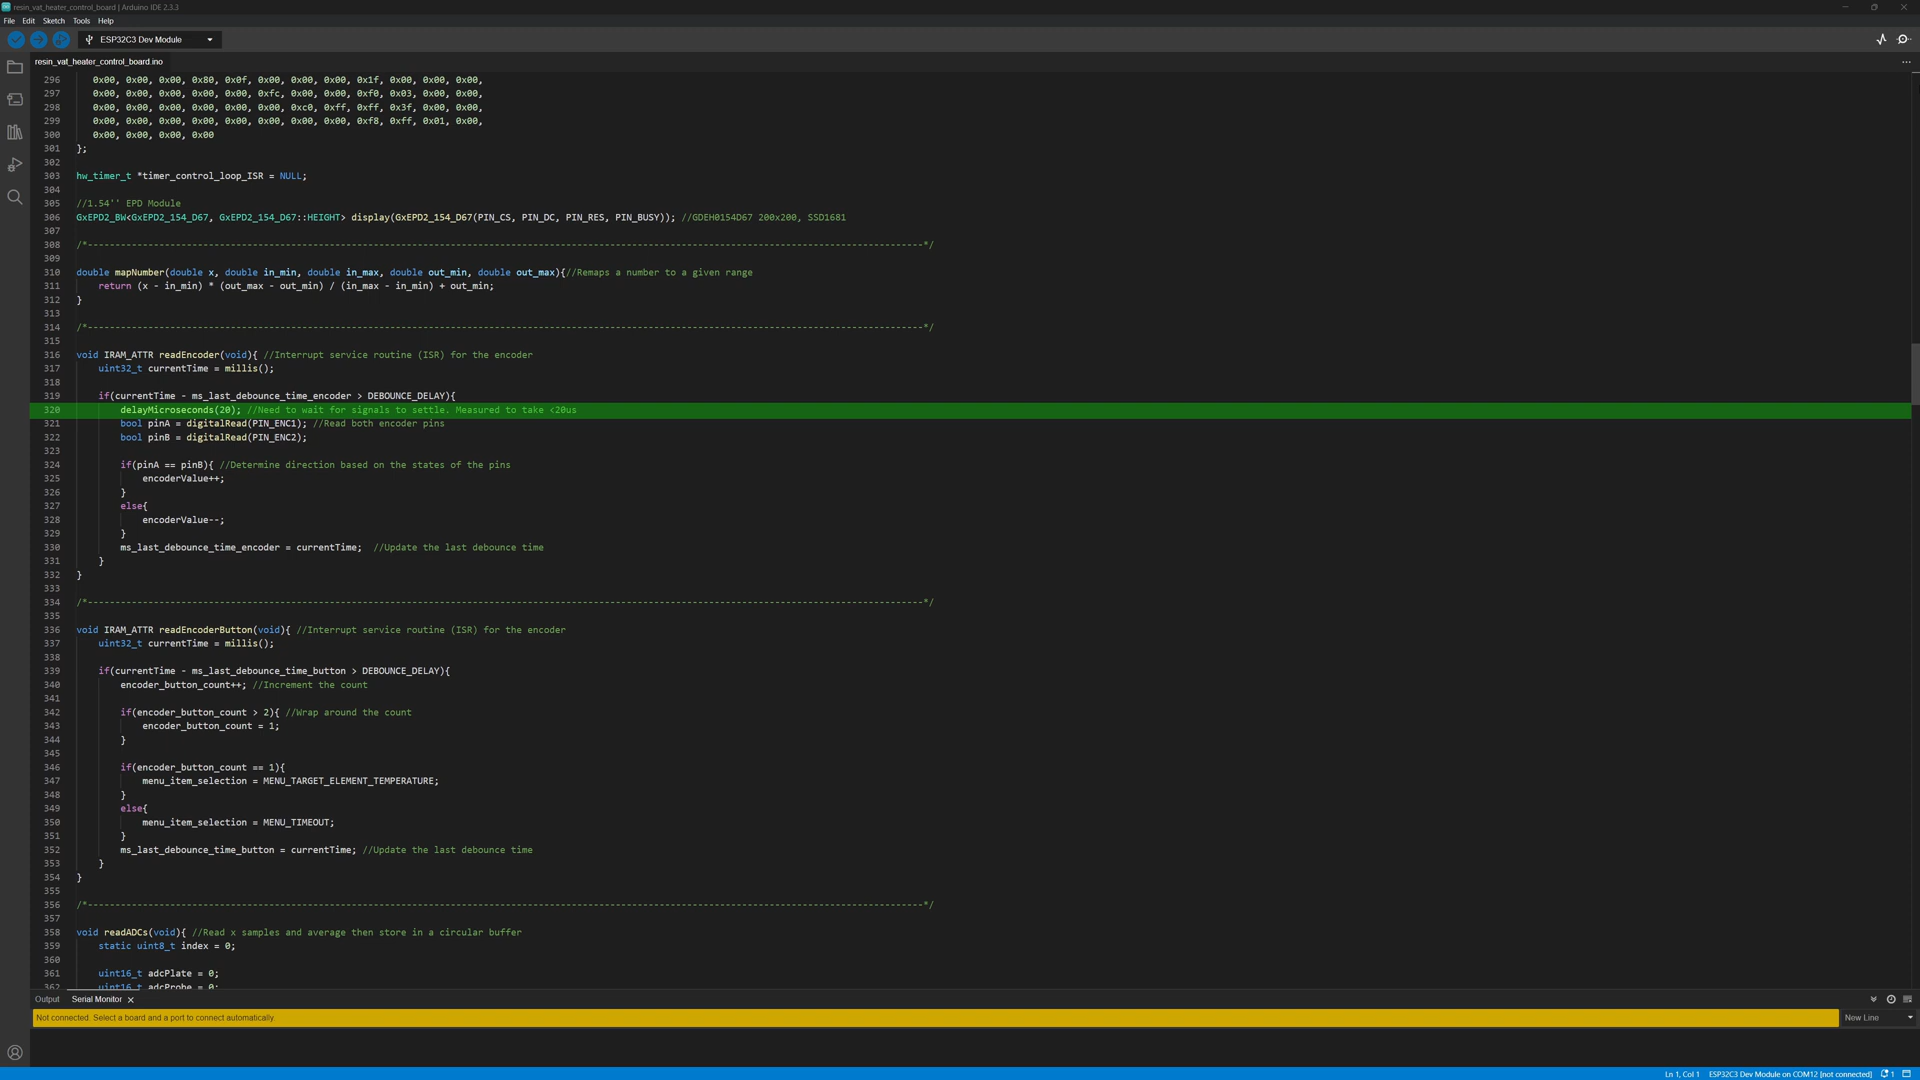 resin_vat_heater_control_board | Arduino IDE 2.3.3
File Edit Sketch Tools Help
ESP32C3 Dev Module
resin_vat_heater_control_board.ino
296 0x00, 0x00, 0x00, 0x80, 0x0f, 0x00, 0x00, 0x00, 0x1f, 0x00, 0x00, 0x00,
297 0x00, 0x00, 0x00, 0x00, 0x00, 0xfc, 0x00, 0x00, 0xf0, 0x03, 0x00, 0x00,
298 0x00, 0x00, 0x00, 0x00, 0x00, 0x00, 0xc0, 0xff, 0xff, 0x3f, 0x00, 0x00,
299 0x00, 0x00, 0x00, 0x00, 0x00, 0x00, 0x00, 0x00, 0xf8, 0xff, 0x01, 0x00,
300 0x00, 0x00, 0x00, 0x00
301 };
302
303 hw_timer_t *timer_control_loop_ISR = NULL;
304
305 //1.54'' EPD Module
306 GxEPD2_BW<GxEPD2_154_D67, GxEPD2_154_D67::HEIGHT> display(GxEPD2_154_D67(PIN_CS, PIN_DC, PIN_RES, PIN_BUSY)); //GDEH0154D67 200x200, SSD1681
307
308 /*--------------------------------------------------------------------------------------------------------------------------------------------------------*/
309
310 double mapNumber(double x, double in_min, double in_max, double out_min, double out_max){//Remaps a number to a given range
311 return (x - in_min) * (out_max - out_min) / (in_max - in_min) + out_min;
312 }
313
314 /*--------------------------------------------------------------------------------------------------------------------------------------------------------*/
315
316 void IRAM_ATTR readEncoder(void){ //Interrupt service routine (ISR) for the encoder
317 uint32_t currentTime = millis();
318
319 if(currentTime - ms_last_debounce_time_encoder > DEBOUNCE_DELAY){
320 delayMicroseconds(20); //Need to wait for signals to settle. Measured to take <20us
321 bool pinA = digitalRead(PIN_ENC1); //Read both encoder pins
322 bool pinB = digitalRead(PIN_ENC2);
323
324 if(pinA == pinB){ //Determine direction based on the states of the pins
325 encoderValue++;
326 }
327 else{
328 encoderValue--;
329 }
330 ms_last_debounce_time_encoder = currentTime; //Update the last debounce time
331 }
332 }
333
334 /*--------------------------------------------------------------------------------------------------------------------------------------------------------*/
335
336 void IRAM_ATTR readEncoderButton(void){ //Interrupt service routine (ISR) for the encoder
337 uint32_t currentTime = millis();
338
339 if(currentTime - ms_last_debounce_time_button > DEBOUNCE_DELAY){
340 encoder_button_count++; //Increment the count
341
342 if(encoder_button_count > 2){ //Wrap around the count
343 encoder_button_count = 1;
344 }
345
346 if(encoder_button_count == 1){
347 menu_item_selection = MENU_TARGET_ELEMENT_TEMPERATURE;
348 }
349 else{
350 menu_item_selection = MENU_TIMEOUT;
351 }
352 ms_last_debounce_time_button = currentTime; //Update the last debounce time
353 }
354 }
355
356 /*--------------------------------------------------------------------------------------------------------------------------------------------------------*/
357
358 void readADCs(void){ //Read x samples and average then store in a circular buffer
359 static uint8_t index = 0;
360
361 uint16_t adcPlate = 0;
362 uint16_t adcProbe = 0;
Output Serial Monitor
Not connected. Select a board and a port to connect automatically.
New Line
Ln 1, Col 1 ESP32C3 Dev Module on COM12 [not connected] 1